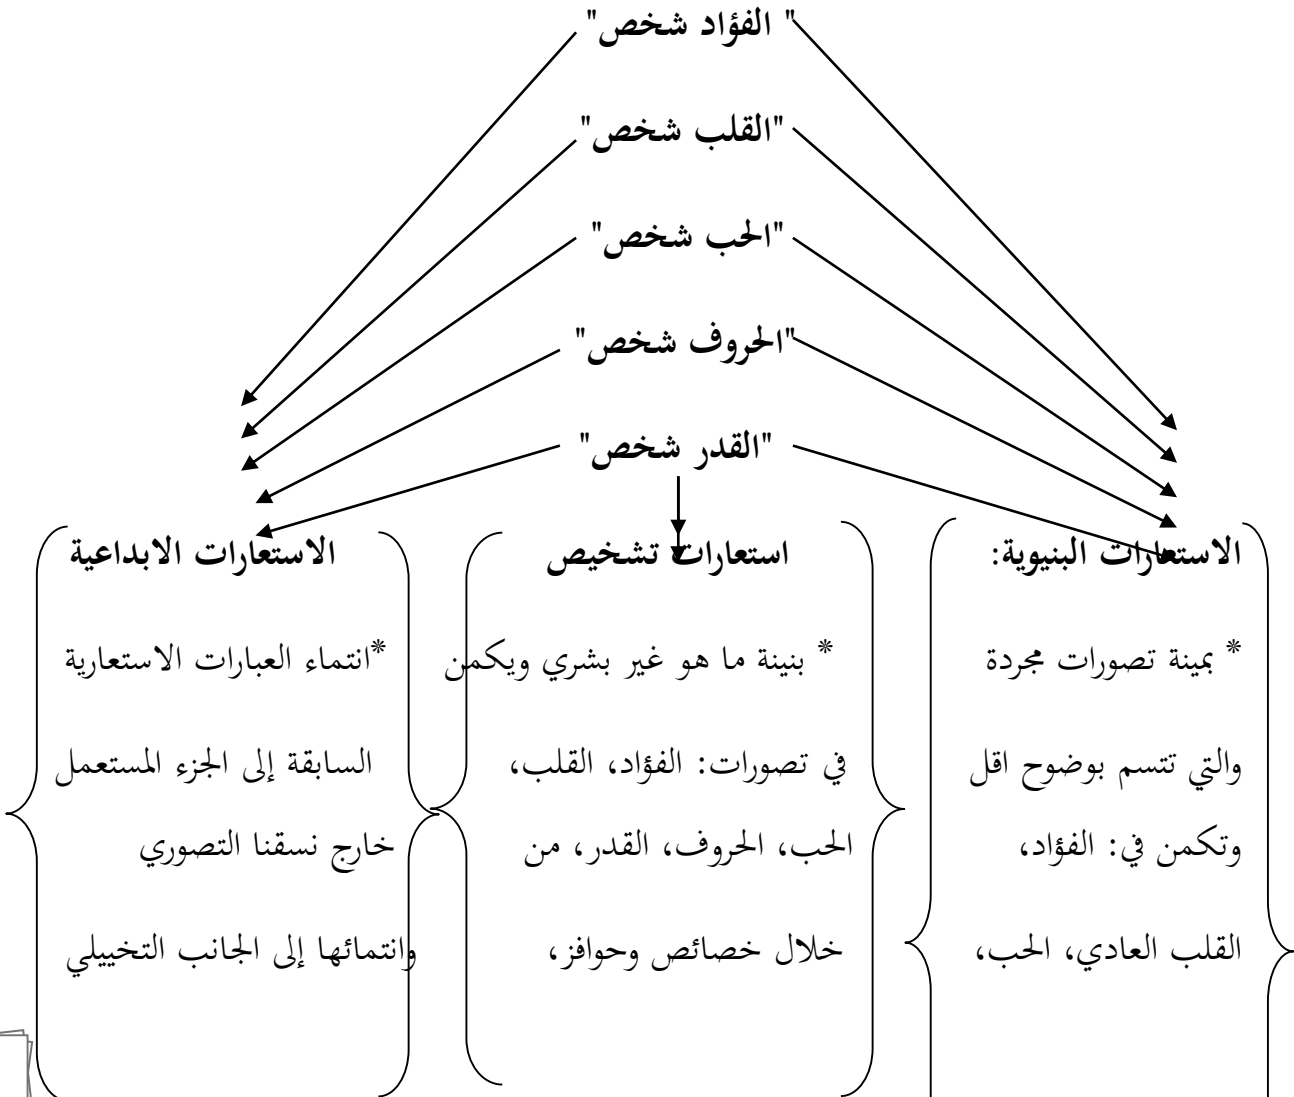 " الفؤاد شخص"
"القلب شخص"
"الحب شخص"
"الحروف شخص"
"القدر شخص"
الاستعارات البنيوية:
* بمينة تصورات مجردة
والتي تتسم بوضوح اقل
وتكمن في: الفؤاد،
القلب العادي، الحب،
استعارات تشخيص
* بنينة ما هو غير بشري ويكمن
في تصورات: الفؤاد، القلب،
الحب، الحروف، القدر، من
خلال خصائص وحوافز،
الاستعارات الابداعية
*انتماء العبارات الاستعارية
السابقة إلى الجزء المستعمل
خارج نسقنا التصوري
وانتمائها إلى الجانب التخييلي